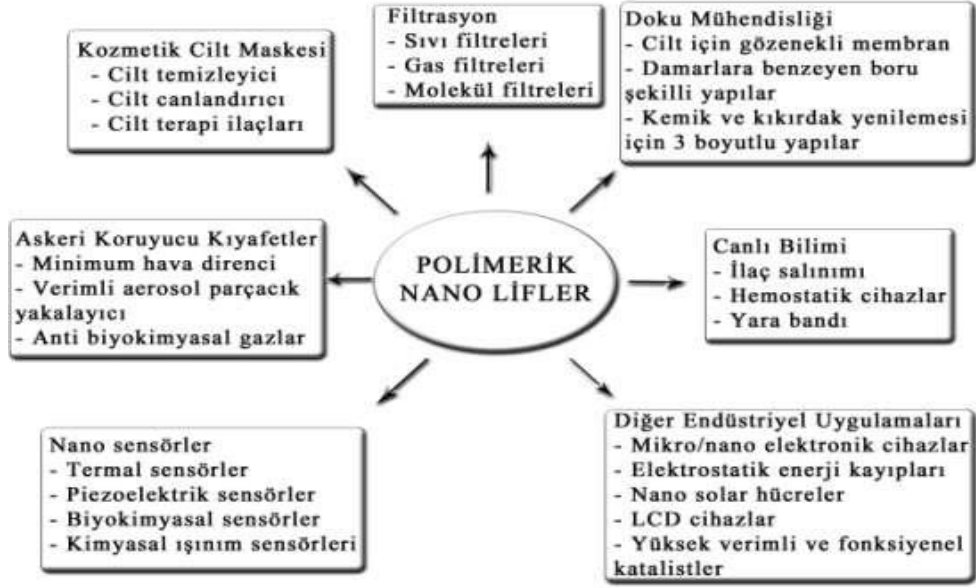 Kozmetik Cilt Maskesi
- Cilt temizleyici
- Cilt canlandırıcı
- Cilt terapi ilaçları
Filtrasyon
- Sıvı filtreleri
- Gas filtreleri
- Molekül filtreleri
Doku Mühendisliği
- Cilt için gözenekli membran
- Damarlara benzeyen boru
şekilli yapılar
- Kemik ve kıkırdak yenilemesi
için 3 boyutlu yapılar
Askeri Koruyucu Kıyafetler
- Minimum hava direnci
- Verimli aerosol parçacık
yakalayıcı
- Anti biyokimyasal gazlar
POLİMERİK
NANO LİFLER
Canlı Bilimi
- İlaç salınımı
- Hemostatik cihazlar
- Yara bandı
Nano sensörler
- Termal sensörler
- Piezoelektrik sensörler
- Biyokimyasal sensörler
- Kimyasal ışınım sensörleri
Diğer Endüstriyel Uygulamaları
- Mikro/nano elektronik cihazlar
- Elektrostatik enerji kayıpları
- Nano solar hücreler
- LCD cihazlar
- Yüksek verimli ve fonksiyenel
katalistler